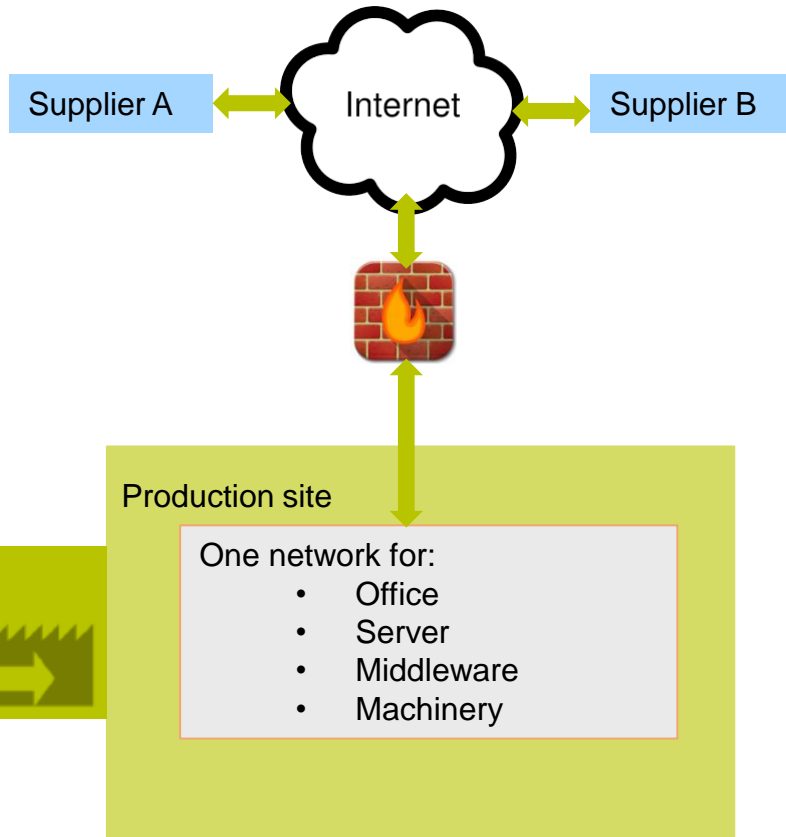 Supplier A
Internet
Supplier B
Production site
One network for:
• Office
• Server
• Middleware
• Machinery